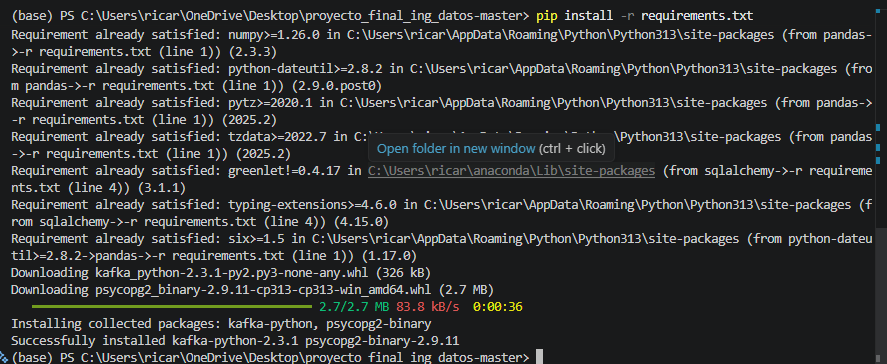 (base) PS C:\Users\ricar\OneDrive\Desktop\proyecto_final_ing_datos-master> pip install -r requirements.txt
Requirement already satisfied: numpy>=1.26.0 in C:\Users\ricar\AppData\Roaming\Python\Python313\site-packages (from pandas-
>-r requirements.txt (line 1)) (2.3.3)
Requirement already satisfied: python-dateutil>=2.8.2 in C:\Users\ricar\AppData\Roaming\Python\Python313\site-packages (fro
m pandas->-r requirements.txt (line 1)) (2.9.0.post0)
Requirement already satisfied: pytz>=2020.1 in C:\Users\ricar\AppData\Roaming\Python\Python313\site-packages (from pandas->
-r requirements.txt (line 1)) (2025.2)
Requirement already satisfied: tzdata>=2022.7 in C:\Users\ricar\AppData\Roaming\Python\Python313\site-packages (from pandas
->-r requirements.txt (line 1)) (2025.2)
Open folder in new window (ctrl + click)
Requirement already satisfied: greenlet!=0.4.17 in C:\Users\ricar\anaconda\Lib\site-packages (from sqlalchemy->-r requireme
nts.txt (line 4)) (3.1.1)
Requirement already satisfied: typing-extensions>=4.6.0 in C:\Users\ricar\AppData\Roaming\Python\Python313\site-packages (f
rom sqlalchemy->-r requirements.txt (line 4)) (4.15.0)
Requirement already satisfied: six>=1.5 in C:\Users\ricar\AppData\Roaming\Python\Python313\site-packages (from python-dateu
til>=2.8.2->pandas->-r requirements.txt (line 1)) (1.17.0)
Downloading kafka_python-2.3.1-py2.py3-none-any.whl (326 kB)
Downloading psycopg2_binary-2.9.11-cp313-cp313-win_amd64.whl (2.7 MB)
2.7/2.7 MB 83.8 kB/s 0:00:36
Installing collected packages: kafka-python, psycopg2-binary
Successfully installed kafka-python-2.3.1 psycopg2-binary-2.9.11
(base) PS C:\Users\ricar\OneDrive\Desktop\proyecto_final_ing_datos-master>